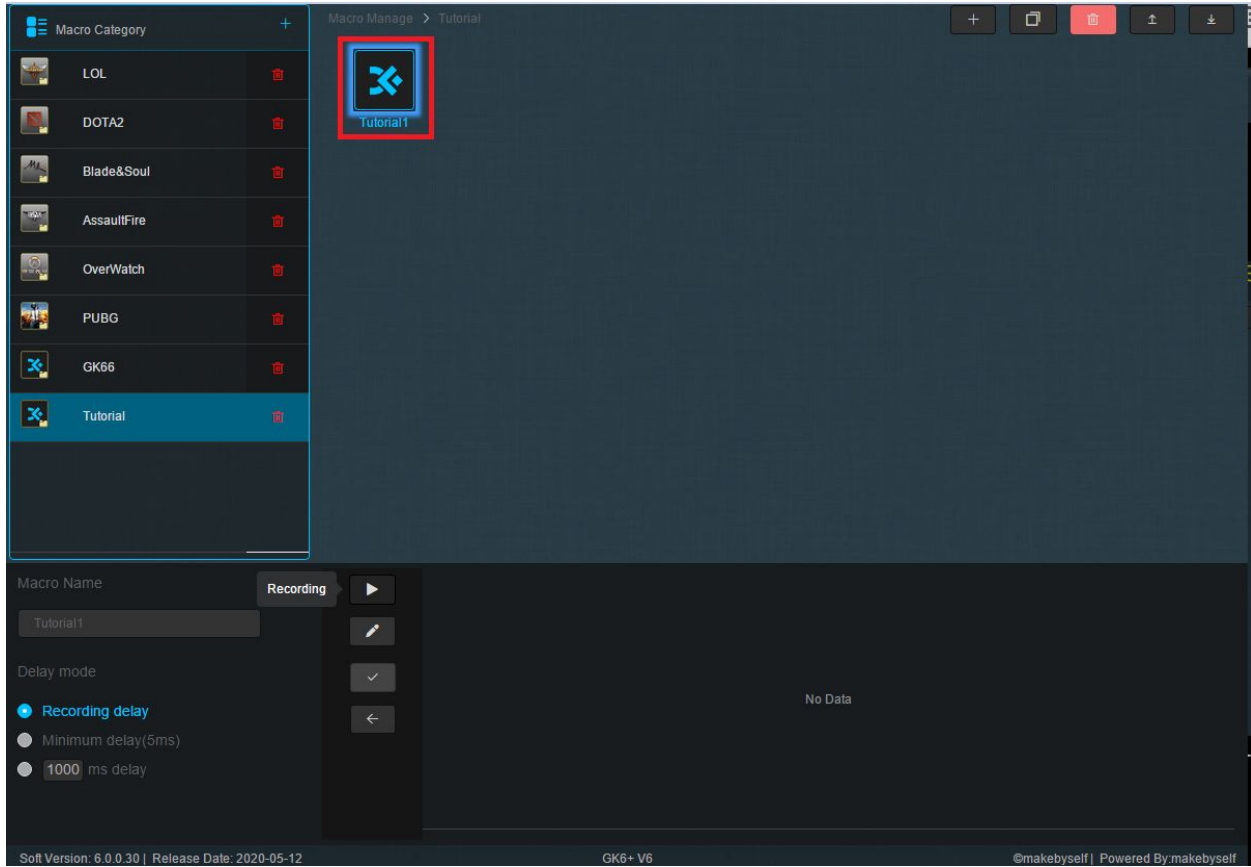 Macro Category +
Macro Manage > Tutorial
LOL
DOTA2
Blade&Soul
AssaultFire
OverWatch
PUBG
GK66
Tutorial
Tutorial1
Macro Name
Tutorial1
Recording
Delay mode
Recording delay
Minimum delay(5ms)
1000 ms delay
No Data
Soft Version: 6.0.0.30 | Release Date: 2020-05-12
GK6+ V6
©makebyself | Powered By:makebyself